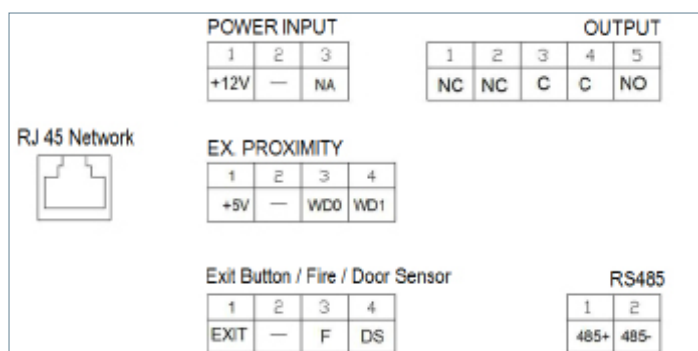 POWER INPUT
1 2 3
+12V — NA
OUTPUT
1 2 3 4 5
NC NC C C NO
RJ 45 Network
EX. PROXIMITY
1 2 3 4
+5V — WD0 WD1
Exit Button / Fire / Door Sensor
1 2 3 4
EXIT — F DS
RS485
1 2
485+ 485-